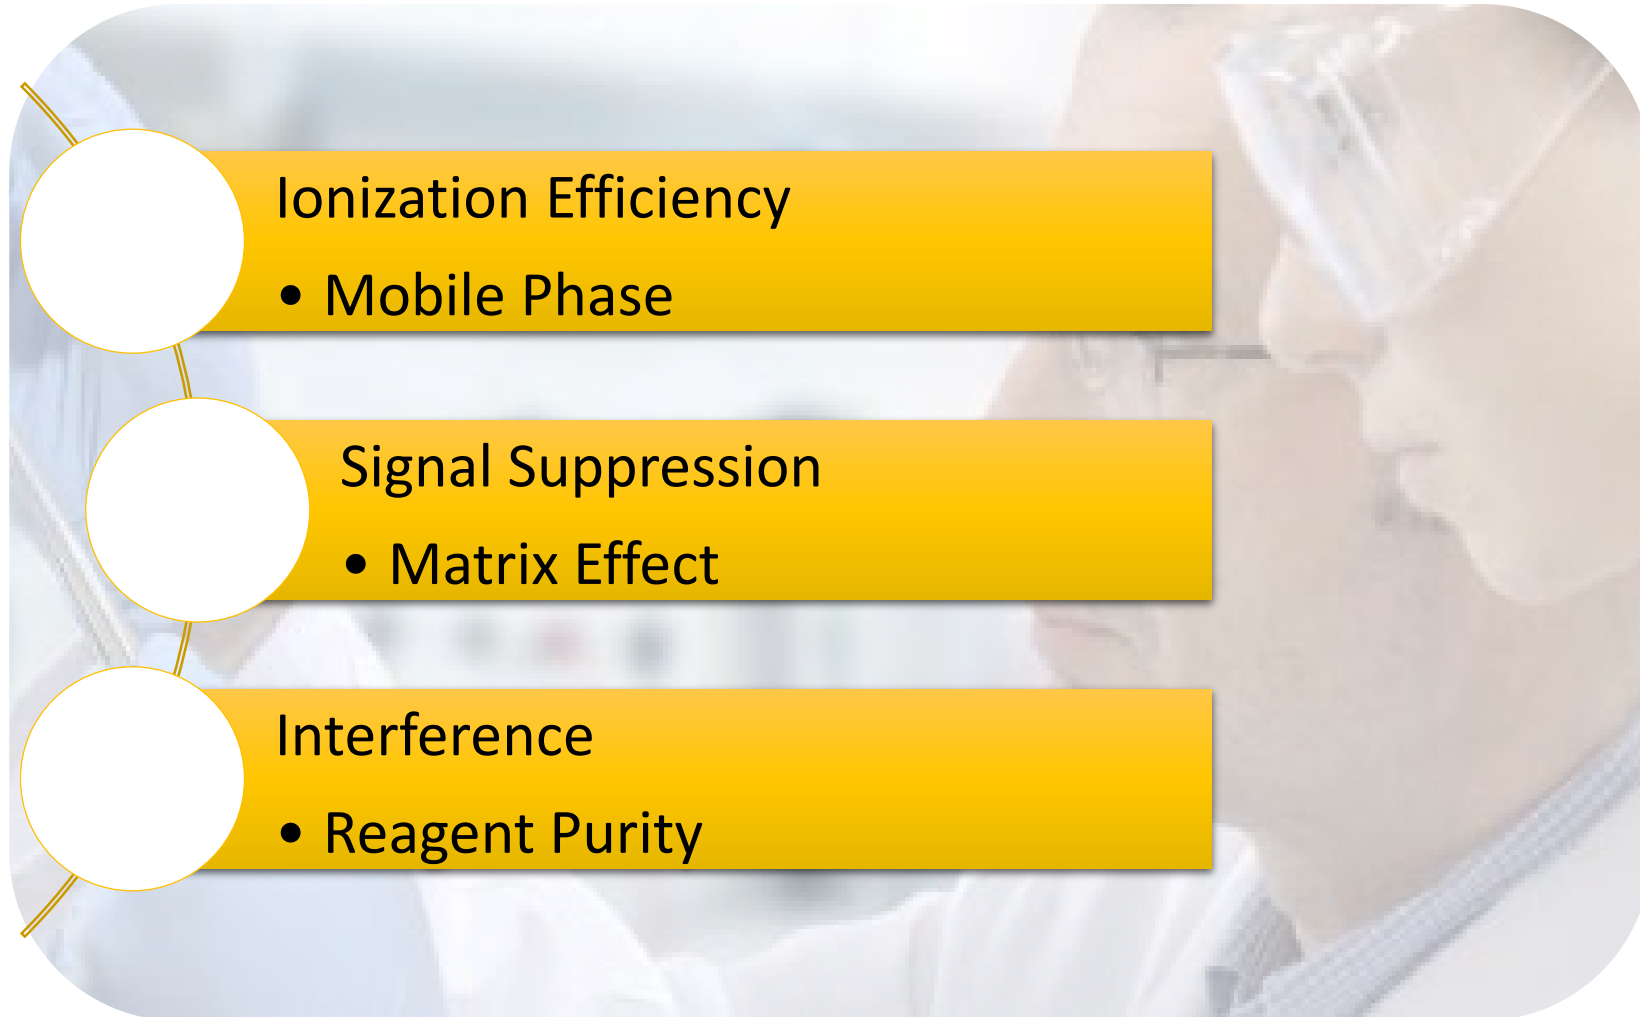 Ionization Efficiency
• Mobile Phase
Signal Suppression
• Matrix Effect
Interference
• Reagent Purity